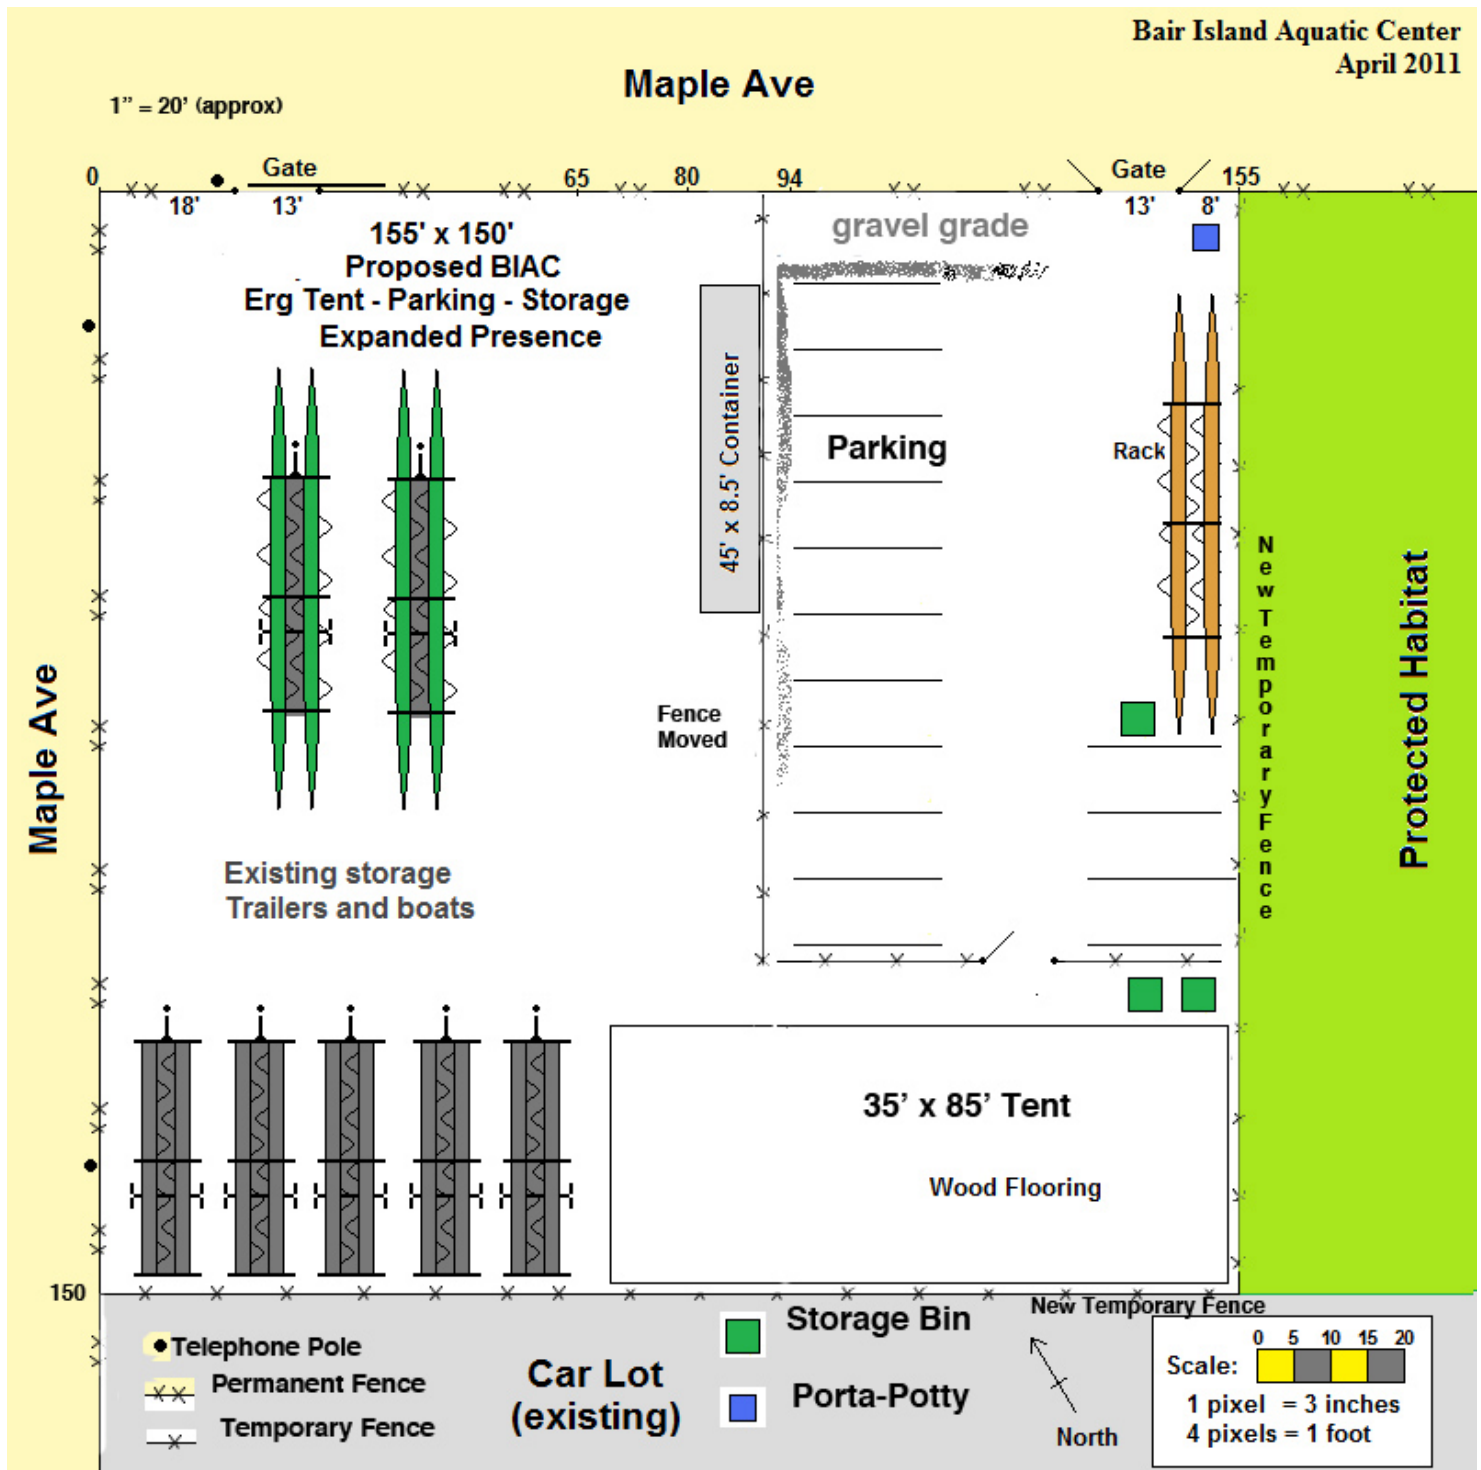 Bair Island Aquatic Center
April 2011
Maple Ave
1” = 20’ (approx)
0
Gate
65
80
94
Gate
155
18'
13'
13'
8'
155' x 150'
Proposed BIAC
Erg Tent - Parking - Storage
Expanded Presence
gravel grade
45' x 8.5' Container
Parking
Rack
New Temporary Fence
Protected Habitat
Maple Ave
Fence
Moved
Existing storage
Trailers and boats
35’ x 85’ Tent
Wood Flooring
150
New Temporary Fence
Telephone Pole
Permanent Fence
Temporary Fence
Car Lot
(existing)
Storage Bin
Porta-Potty
North
0 5 10 15 20
Scale:
1 pixel = 3 inches
4 pixels = 1 foot